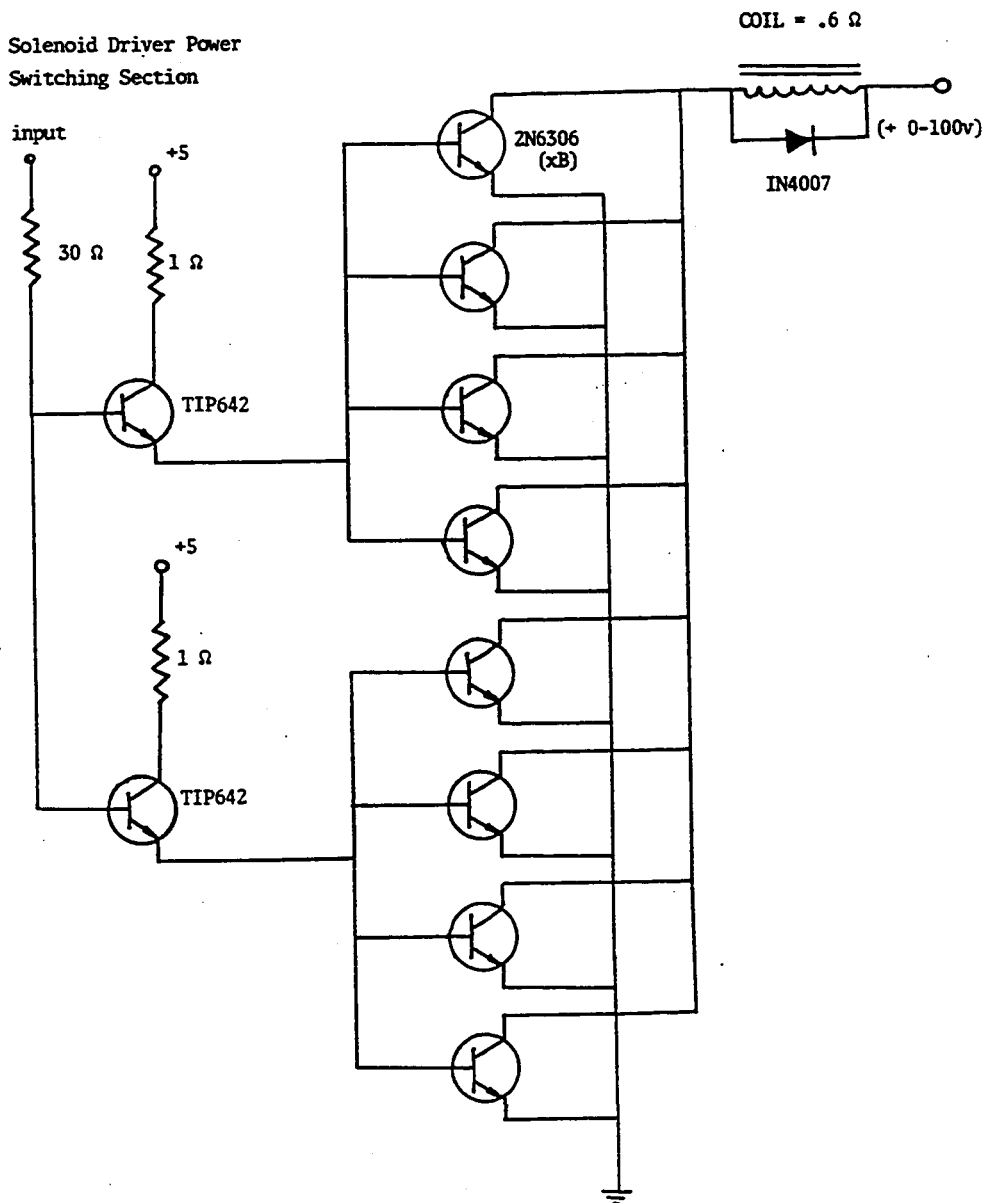 COIL = .6 Ω
Solenoid Driver Power
Switching Section
input
+5
2N6306
(xB)
(+ 0-100v)
IN4007
30 Ω
1 Ω
TIP642
+5
1 Ω
TIP642